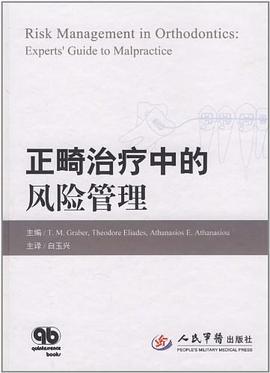 Risk Management in Orthodontics:
Experts' Guide to Malpractice
正畸治疗中的
风险管理
主编/T. M. Graber, Theodore Eliades, Athanasios E. Athanasiou
主译/白玉兴
qb
quintessence
books
人民军医出版社
PEOPLE'S MILITARY MEDICAL PRESS